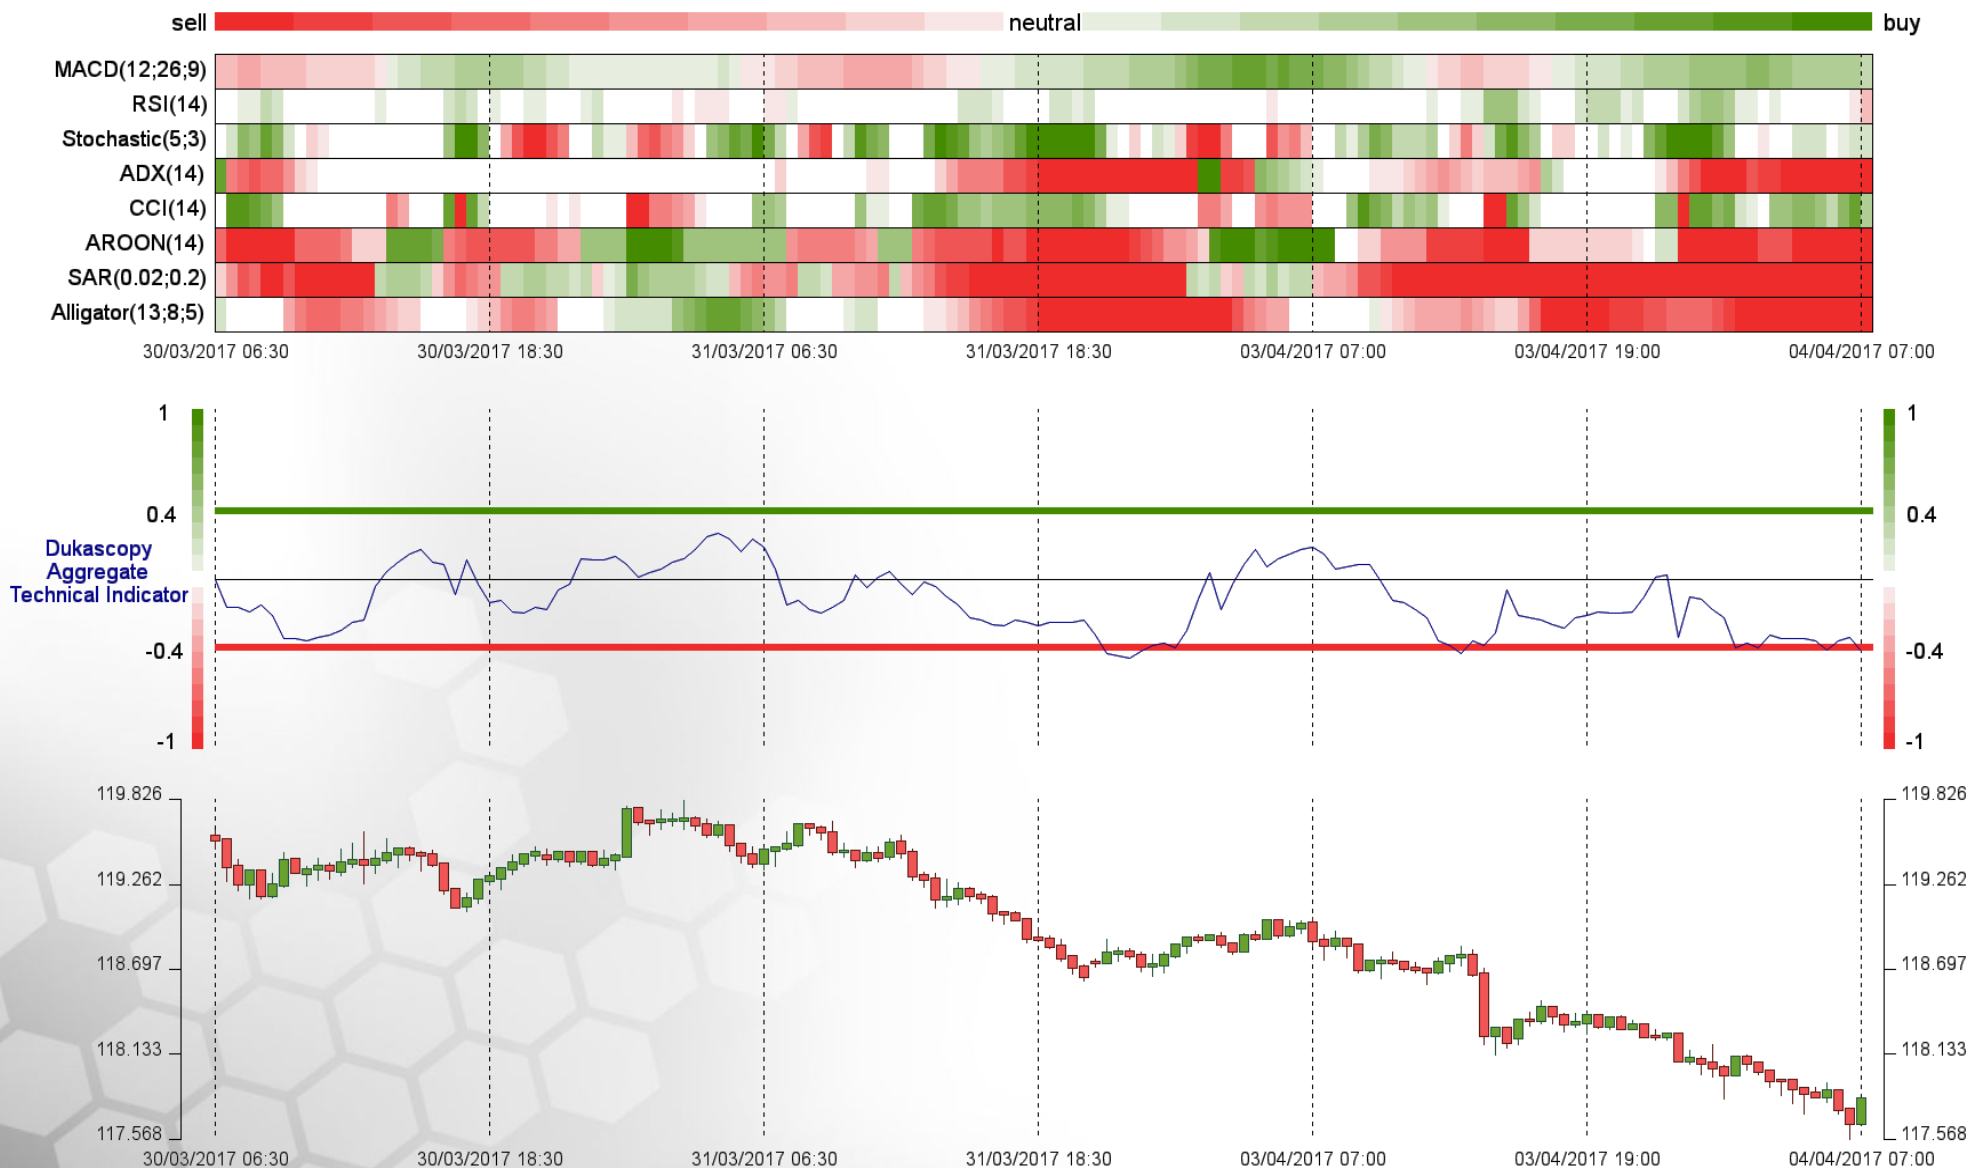 sell neutral buy
MACD(12;26;9)
RSI(14)
Stochastic(5;3)
ADX(14)
CCI(14)
AROON(14)
SAR(0.02;0.2)
Alligator(13;8;5)
30/03/2017 06:30 30/03/2017 18:30 31/03/2017 06:30 31/03/2017 18:30 03/04/2017 07:00 03/04/2017 19:00 04/04/2017 07:00
1 1
0.4 0.4
Dukascopy
Aggregate
Technical Indicator
-0.4 -0.4
-1 -1
119.826 119.826
119.262 119.262
118.697 118.697
118.133 118.133
117.568 117.568
30/03/2017 06:30 30/03/2017 18:30 31/03/2017 06:30 31/03/2017 18:30 03/04/2017 07:00 03/04/2017 19:00 04/04/2017 07:00